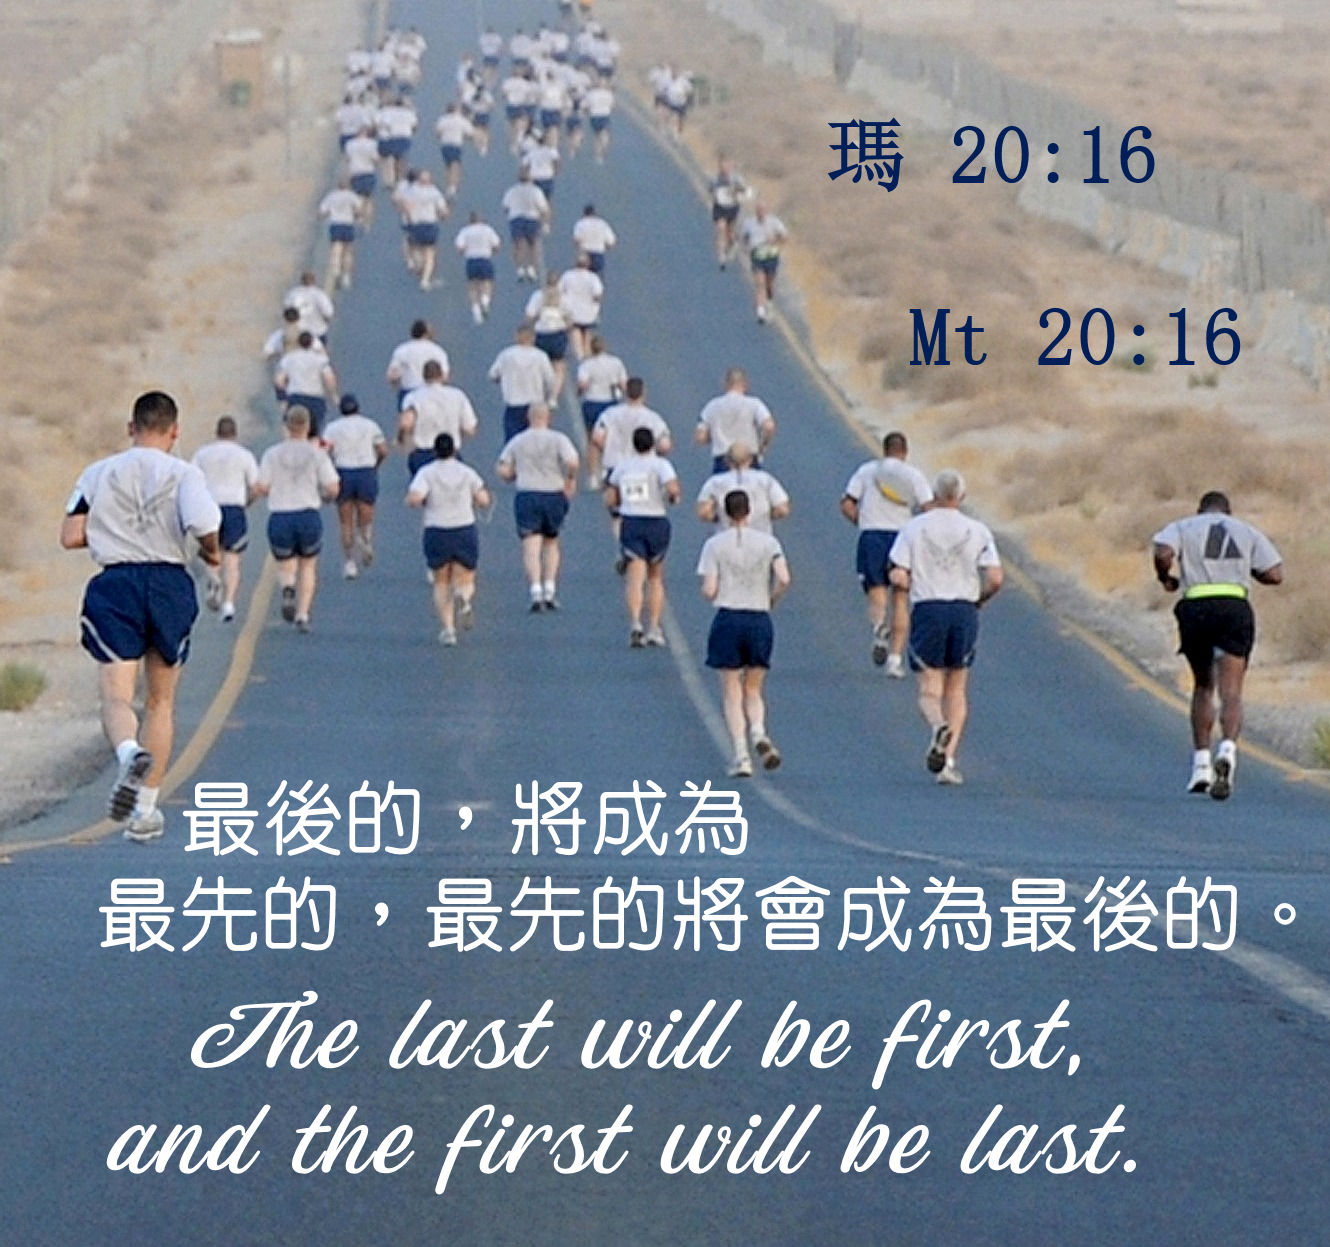 瑪 20:16
Mt 20:16
最後的，將成為
最先的，最先的將會成為最後的。
The last will be first,
and the first will be last.